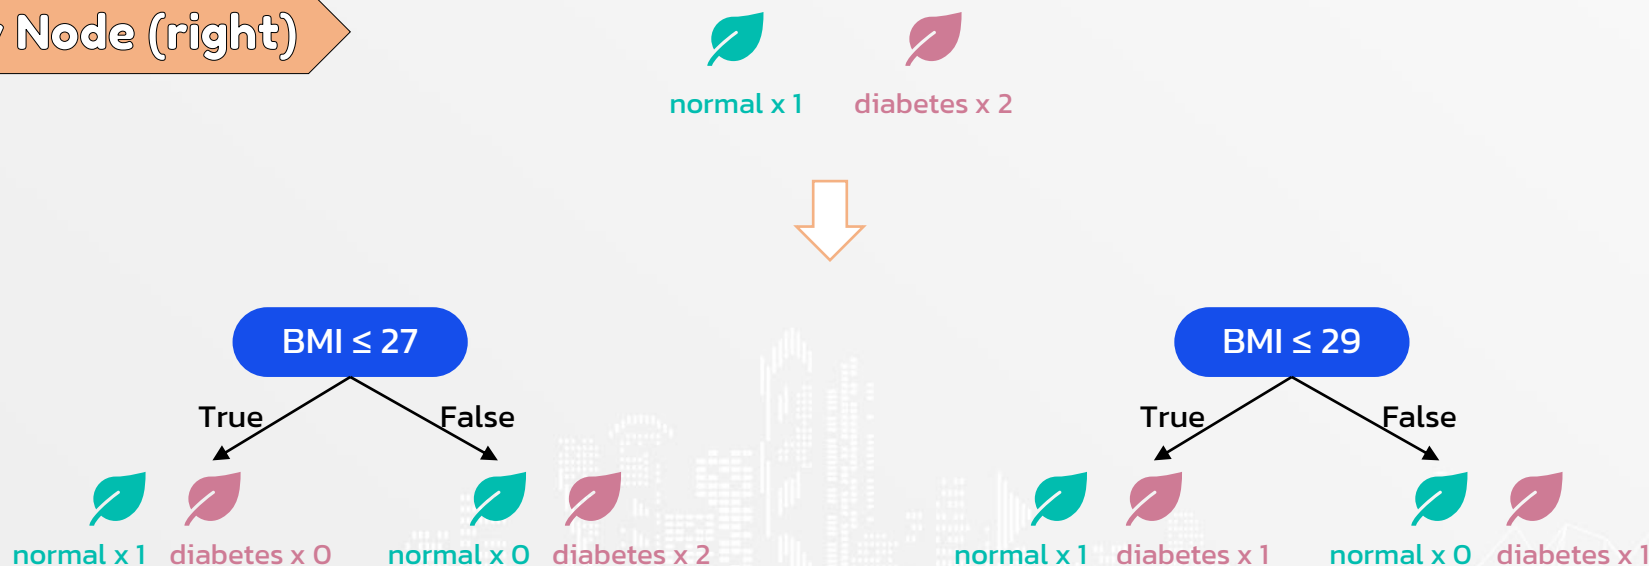 Node (right)
normal x 1 diabetes x 2
BMI ≤ 27 BMI ≤ 29
True False True False
normal x 1 diabetes x 0 normal x 0 diabetes x 2 normal x 1 diabetes x 1 normal x 0 diabetes x 1